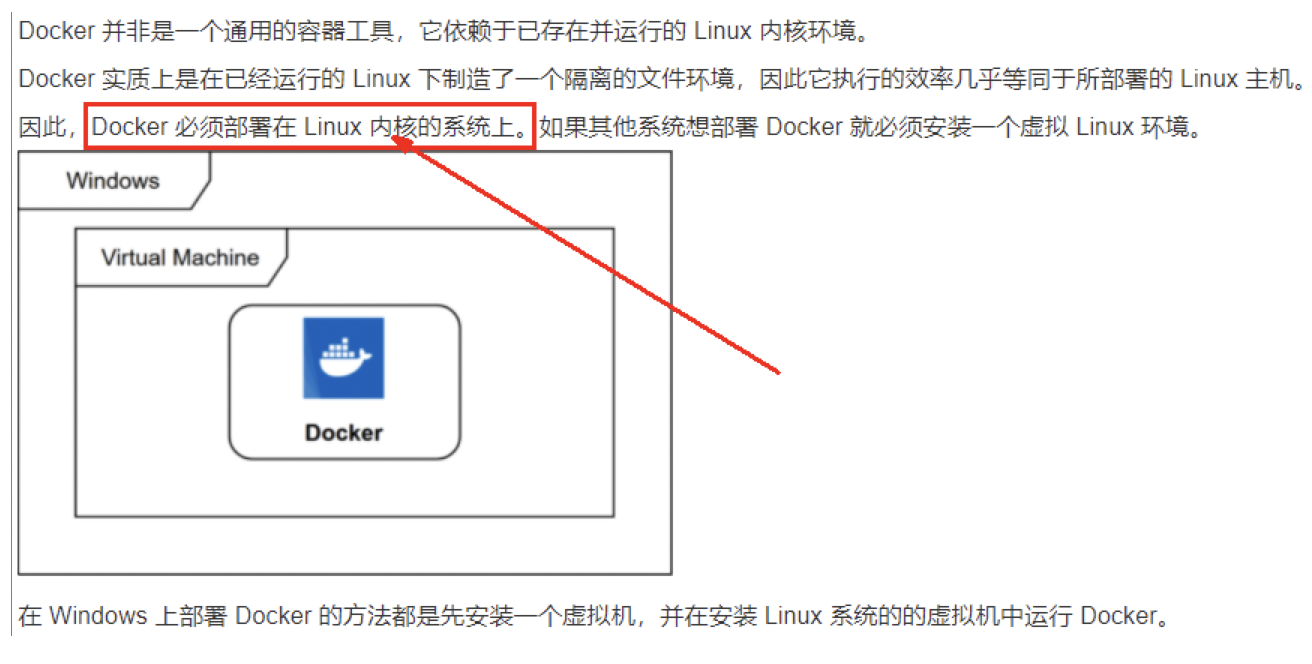 Docker 并非是一个通用的容器工具，它依赖于已存在并运行的 Linux 内核环境。
Docker 实质上是在已经运行的 Linux 下制造了一个隔离的文件环境，因此它执行的效率几乎等同于所部署的 Linux 主机。
因此，Docker 必须部署在 Linux 内核的系统上。如果其他系统想部署 Docker 就必须安装一个虚拟 Linux 环境。
Windows
Virtual Machine
Docker
在 Windows 上部署 Docker 的方法都是先安装一个虚拟机，并在安装 Linux 系统的的虚拟机中运行 Docker。